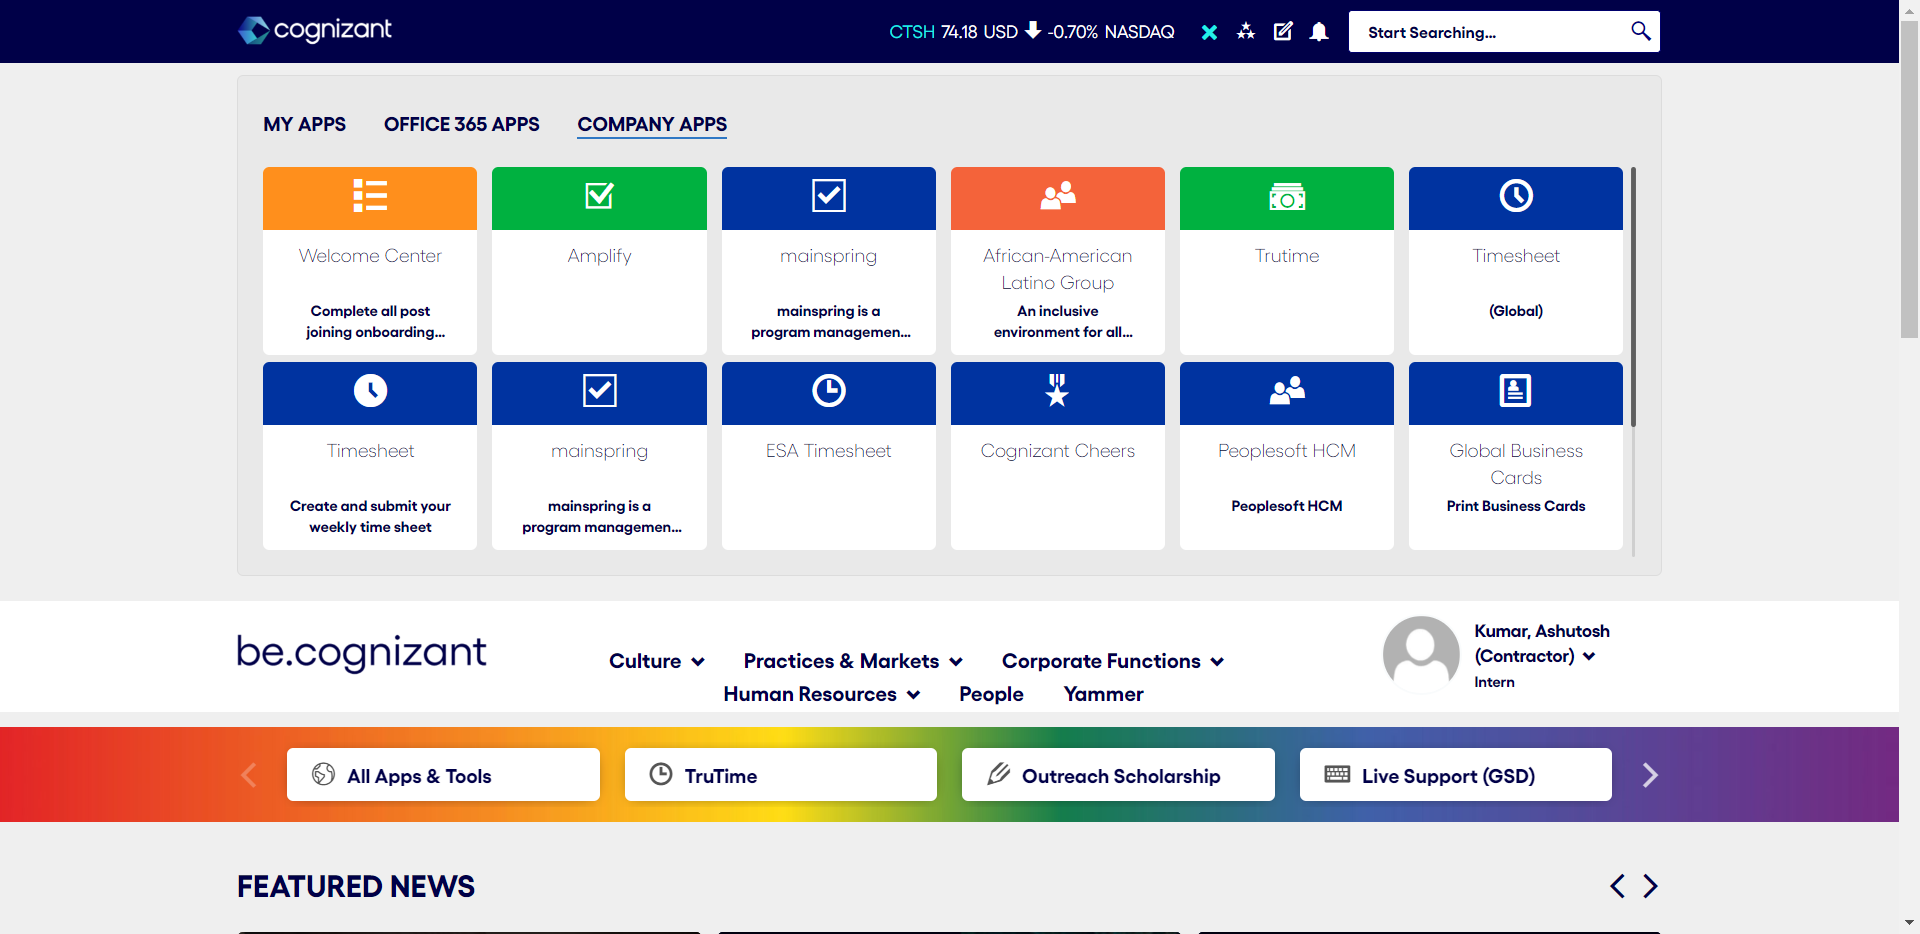 cognizant
CTSH 74.18 USD -0.70% NASDAQ
Start Searching...
MY APPS
OFFICE 365 APPS
COMPANY APPS
Welcome Center
Complete all post
joining onboarding...
Amplify
mainspring
mainspring is a
program managemen...
African-American
Latino Group
An inclusive
environment for all...
Trutime
Timesheet
(Global)
Timesheet
Create and submit your
weekly time sheet
mainspring
mainspring is a
program managemen...
ESA Timesheet
Cognizant Cheers
Peoplesoft HCM
Peoplesoft HCM
Global Business
Cards
Print Business Cards
be.cognizant
Culture
Practices & Markets
Corporate Functions
Human Resources
People
Yammer
Kumar, Ashutosh
(Contractor)
Intern
All Apps & Tools
TruTime
Outreach Scholarship
Live Support (GSD)
FEATURED NEWS